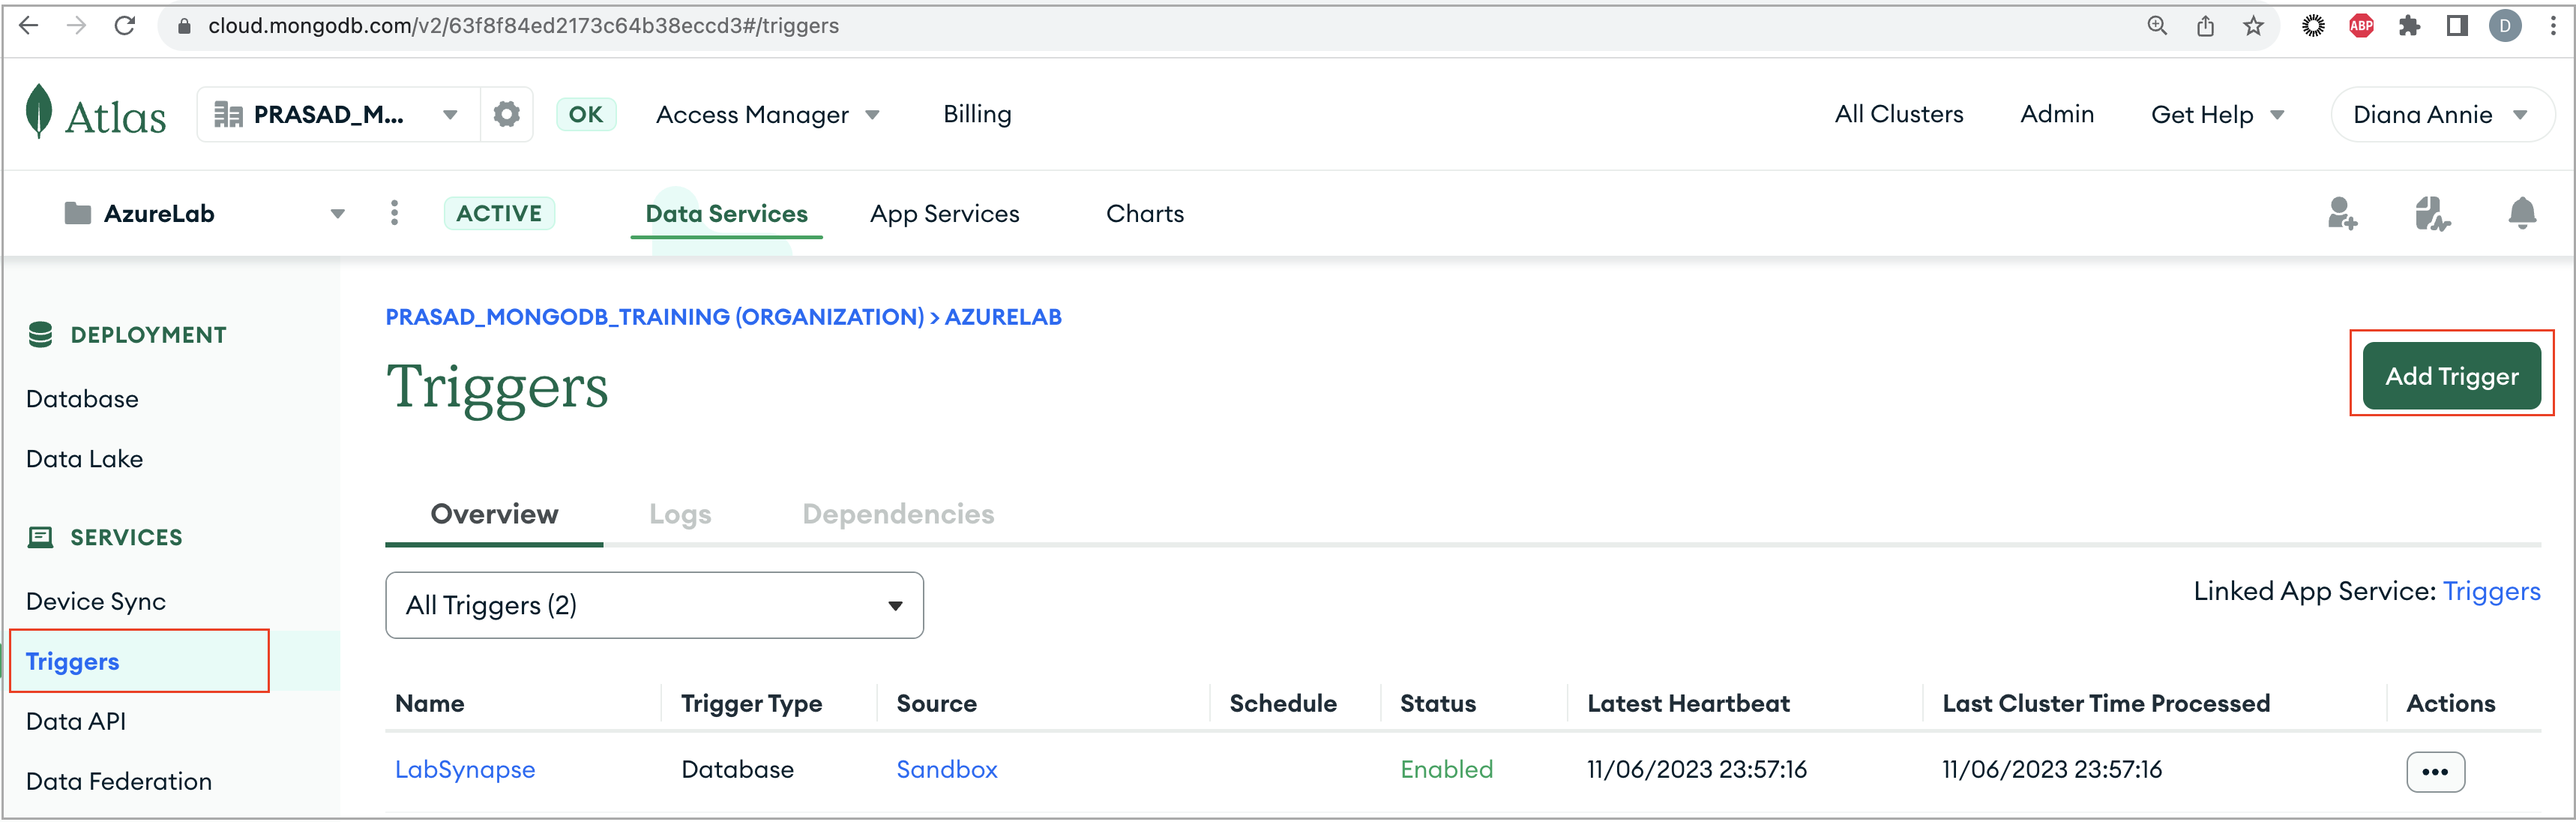 cloud.mongodb.com/v2/63f8f84ed2173c64b38eccd3#/triggers
ABP
D
Atlas
PRASAD_M...
OK
Access Manager
Billing
All Clusters
Admin
Get Help
Diana Annie
AzureLab
ACTIVE
Data Services
App Services
Charts
DEPLOYMENT
Database
Data Lake
SERVICES
Device Sync
Triggers
Data API
Data Federation
PRASAD_MONGODB_TRAINING (ORGANIZATION) > AZURELAB
Triggers
Add Trigger
Overview Logs Dependencies
All Triggers (2)
Linked App Service: Triggers
Name Trigger Type Source Schedule Status Latest Heartbeat Last Cluster Time Processed Actions
LabSynapse Database Sandbox Enabled 11/06/2023 23:57:16 11/06/2023 23:57:16